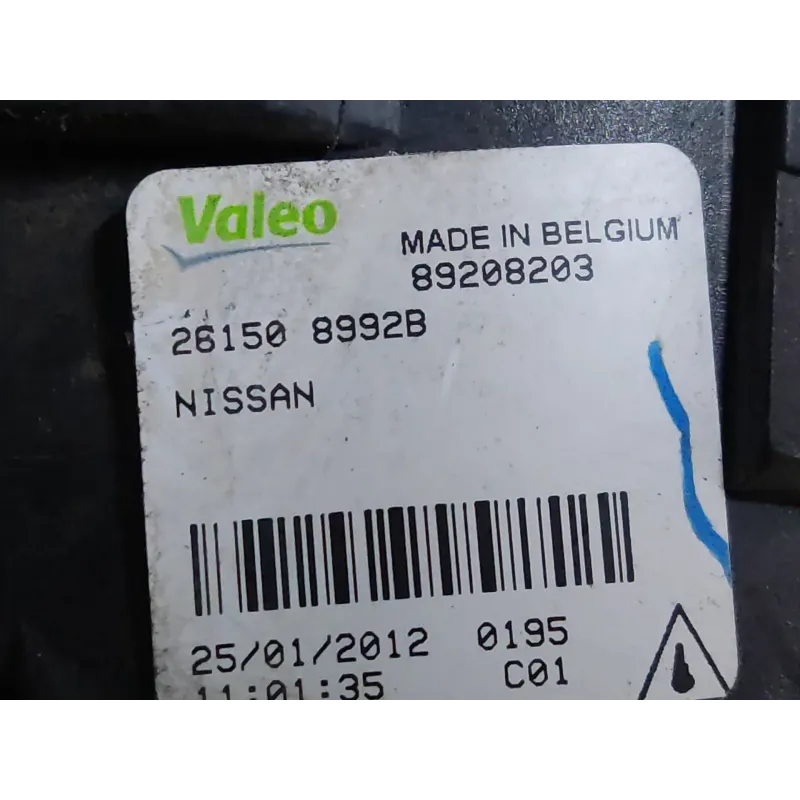 Valeo
MADE IN BELGIUM
89208203
26150 8992B
NISSAN
25/01/2012 0195
11:01:35 C01